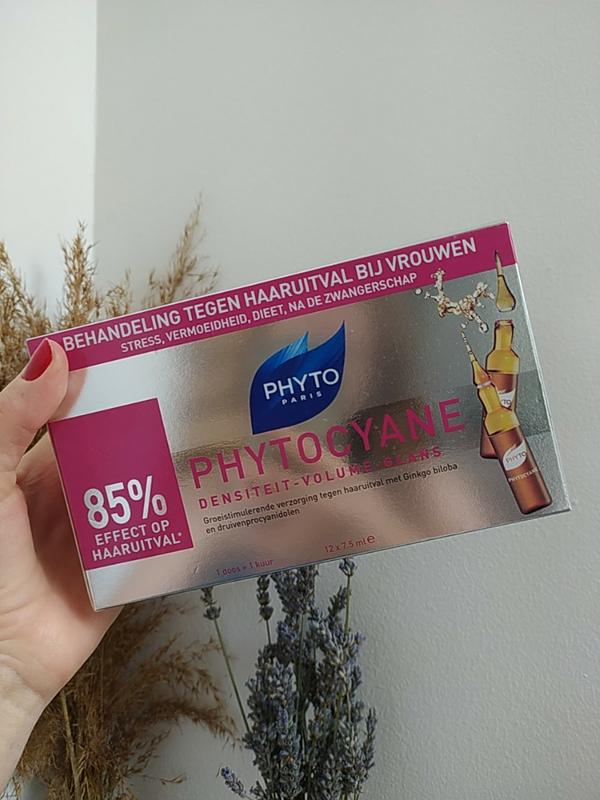 BEHANDELING TEGEN HAARUITVAL BIJ VROUWEN
STRESS, VERMOEIDHEID, DIEET, NA DE ZWANGERSCHAP
PHYTO
PARIS
PHYTOCYANE
DENSITEIT-VOLUME-GLANS
Groeistimulerende verzorging tegen haaruitval met Ginkgo biloba
en druivenprocyanidolen
85%
EFFECT OP
HAARUITVAL*
1 doos = 1 kuur
12 x 7.5 ml ℮
PHYTO
PHYTOCYANE